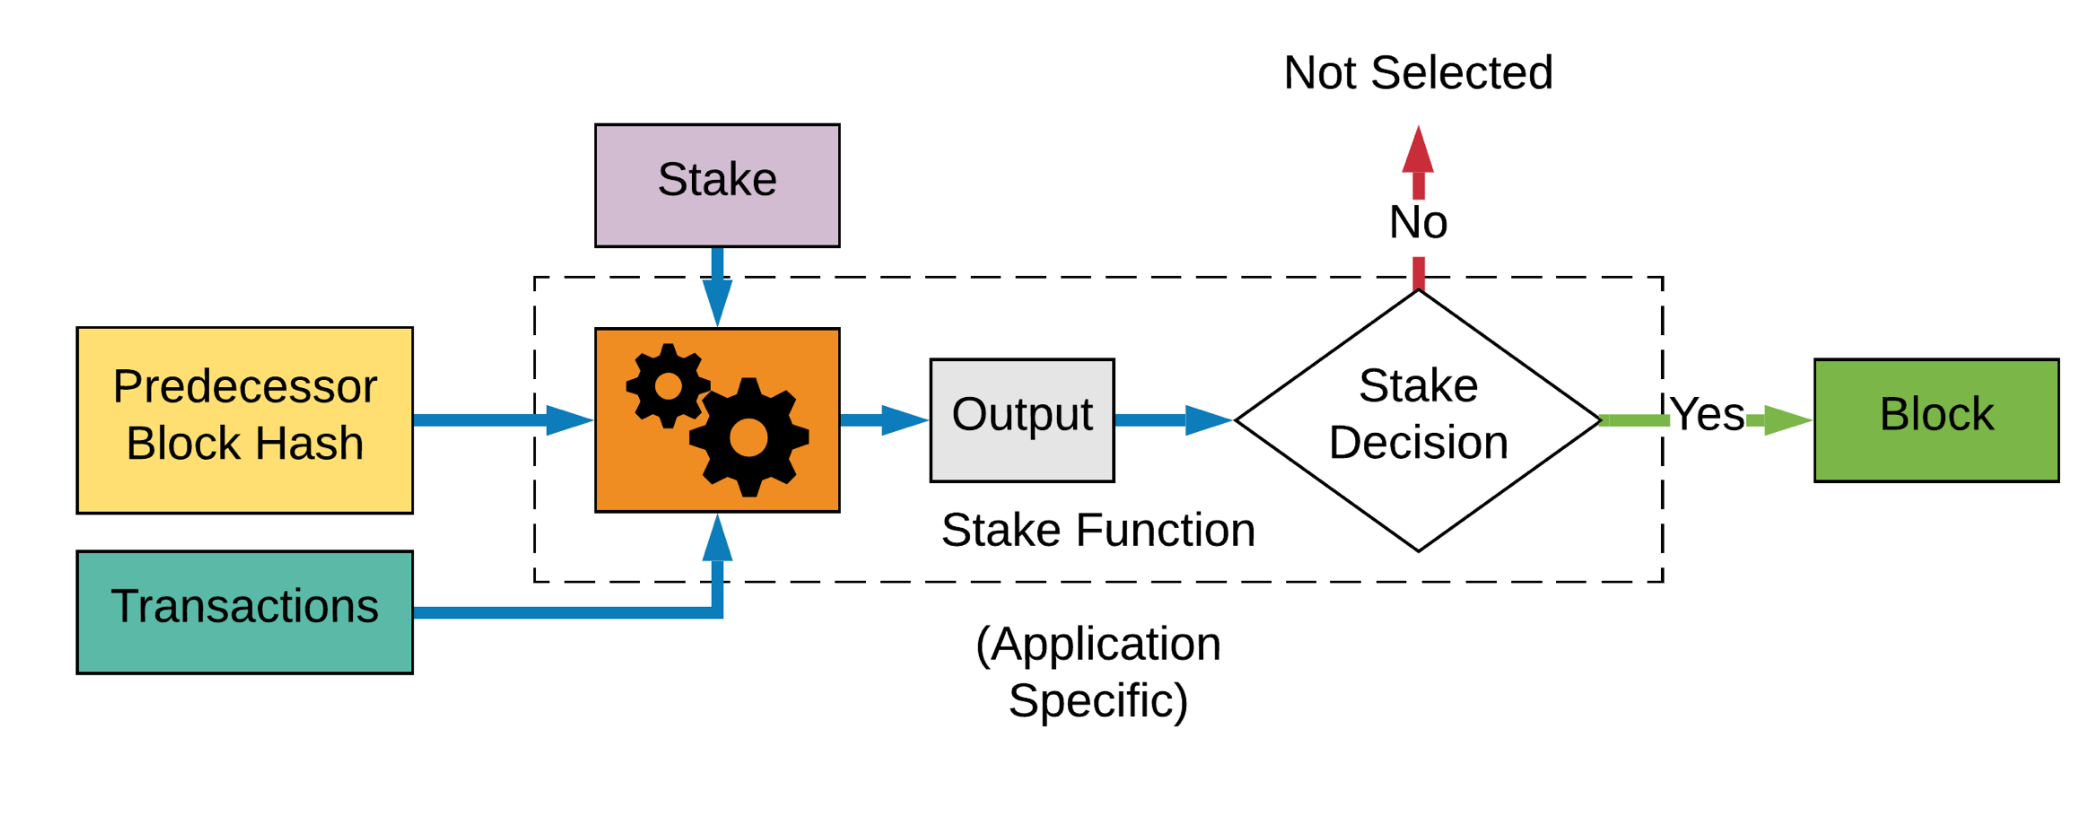 Not Selected
Stake
No
Predecessor
Block Hash
Output
Stake
Decision
Yes
Block
Stake Function
Transactions
(Application
Specific)